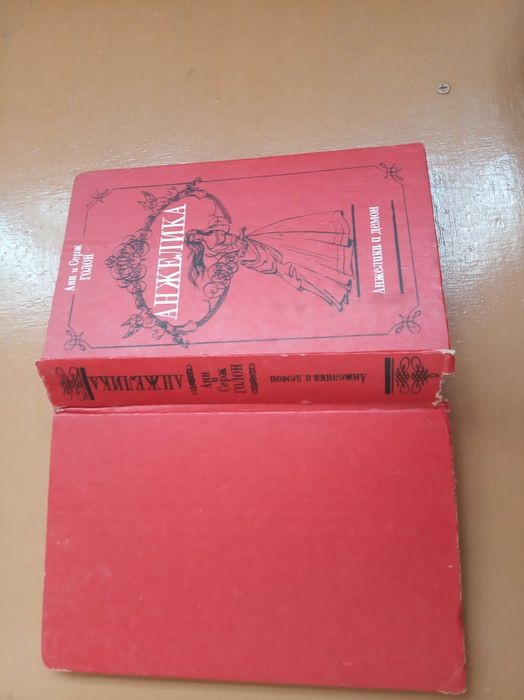 Анн и Серж
ГОЛОН
АНЖЕЛИКА
Анжелика и демон
АНЖЕЛИКА
Анн
и
Серж
ГОЛОН
Анжелика и демон